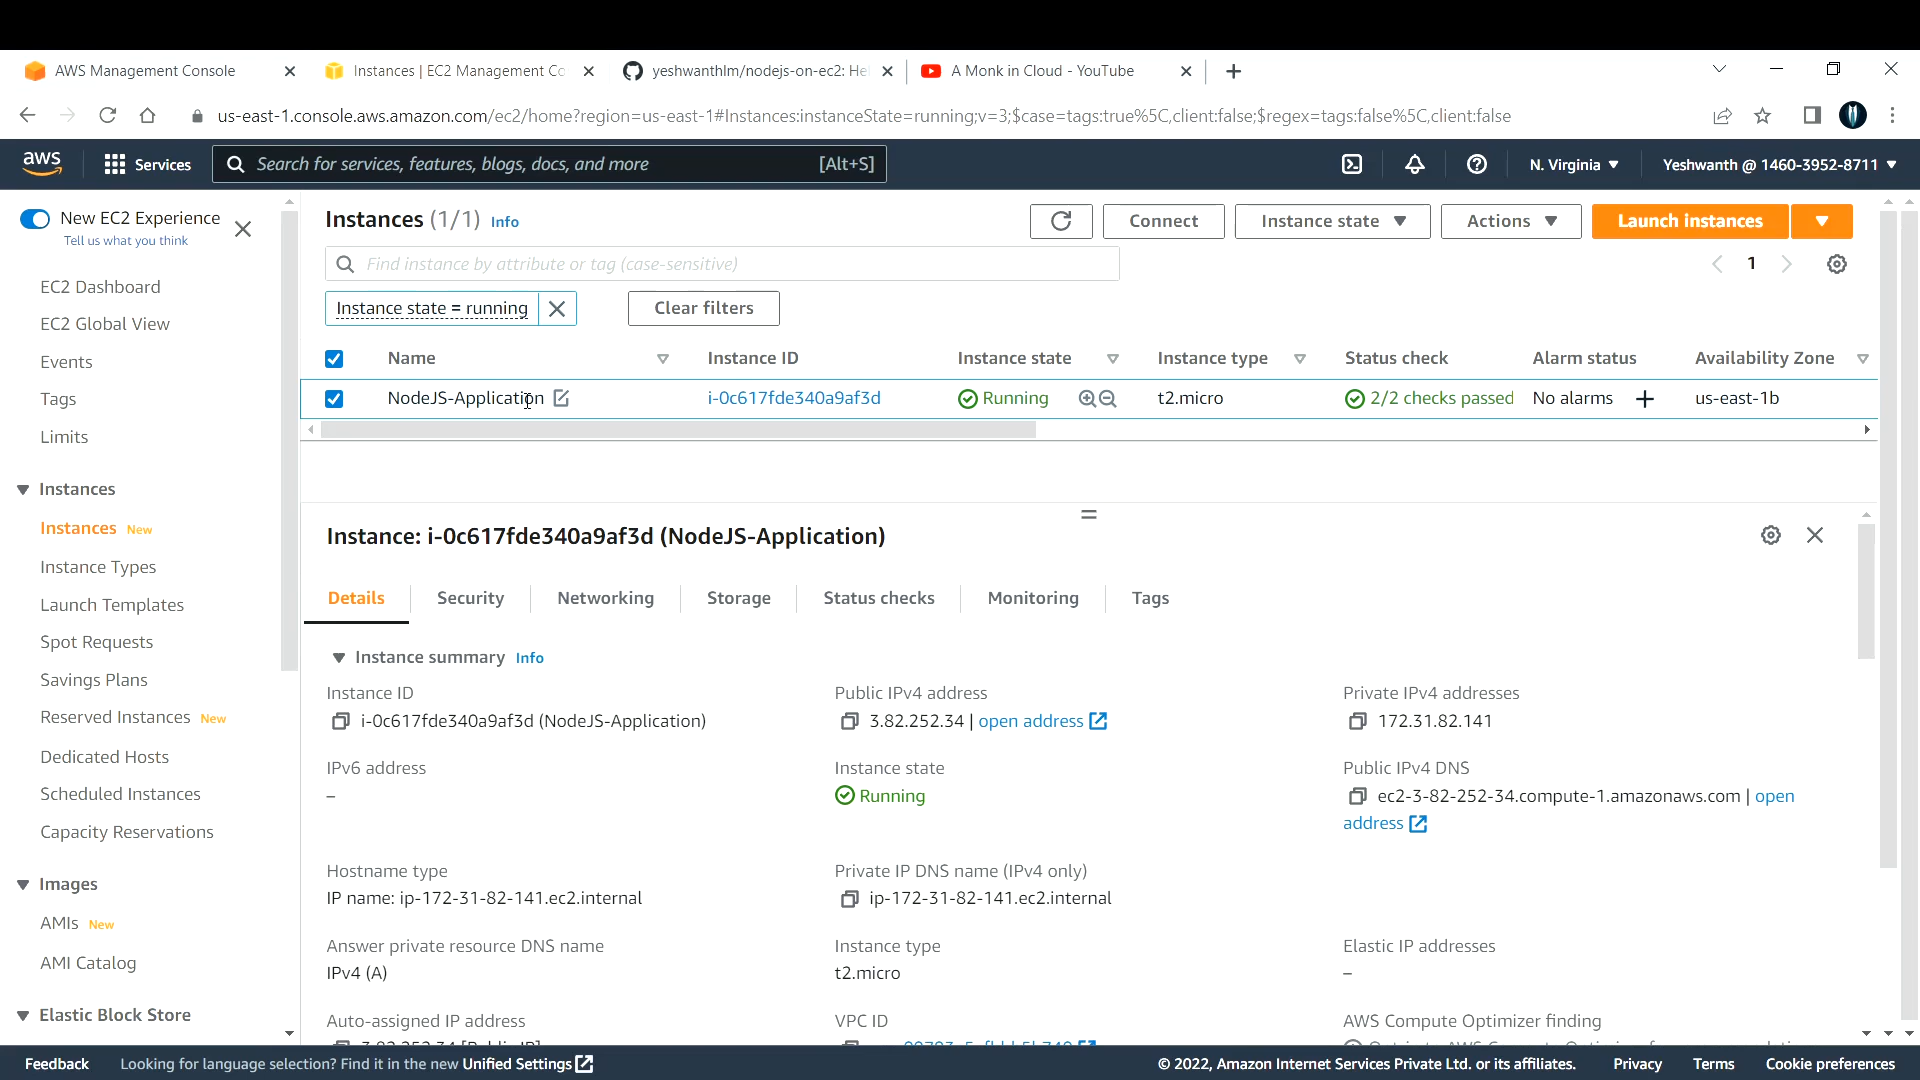 AWS Management Console
Instances | EC2 Management Co
yeshwanthlm/nodejs-on-ec2: Hel
A Monk in Cloud - YouTube
us-east-1.console.aws.amazon.com/ec2/home?region=us-east-1#Instances:instanceState=running;v=3;$case=tags:true%5C,client:false;$regex=tags:false%5C,client:false
aws
Services
Search for services, features, blogs, docs, and more [Alt+S]
N. Virginia
Yeshwanth @ 1460-3952-8711
New EC2 Experience
Tell us what you think
EC2 Dashboard
EC2 Global View
Events
Tags
Limits
Instances
Instances New
Instance Types
Launch Templates
Spot Requests
Savings Plans
Reserved Instances New
Dedicated Hosts
Scheduled Instances
Capacity Reservations
Images
AMIs New
AMI Catalog
Elastic Block Store
Instances (1/1) Info
Connect
Instance state
Actions
Launch instances
Find instance by attribute or tag (case-sensitive)
1
Instance state = running
Clear filters
Name Instance ID Instance state Instance type Status check Alarm status Availability Zone
NodeJS-Application i-0c617fde340a9af3d Running t2.micro 2/2 checks passed No alarms us-east-1b
Instance: i-0c617fde340a9af3d (NodeJS-Application)
Details Security Networking Storage Status checks Monitoring Tags
Instance summary Info
Instance ID
i-0c617fde340a9af3d (NodeJS-Application)
Public IPv4 address
3.82.252.34 | open address
Private IPv4 addresses
172.31.82.141
IPv6 address
–
Instance state
Running
Public IPv4 DNS
ec2-3-82-252-34.compute-1.amazonaws.com | open
address
Hostname type
IP name: ip-172-31-82-141.ec2.internal
Private IP DNS name (IPv4 only)
ip-172-31-82-141.ec2.internal
Answer private resource DNS name
IPv4 (A)
Instance type
t2.micro
Elastic IP addresses
–
Auto-assigned IP address
3.82.252.34 [Public IP]
VPC ID
AWS Compute Optimizer finding
Feedback
Looking for language selection? Find it in the new Unified Settings
© 2022, Amazon Internet Services Private Ltd. or its affiliates.
Privacy
Terms
Cookie preferences